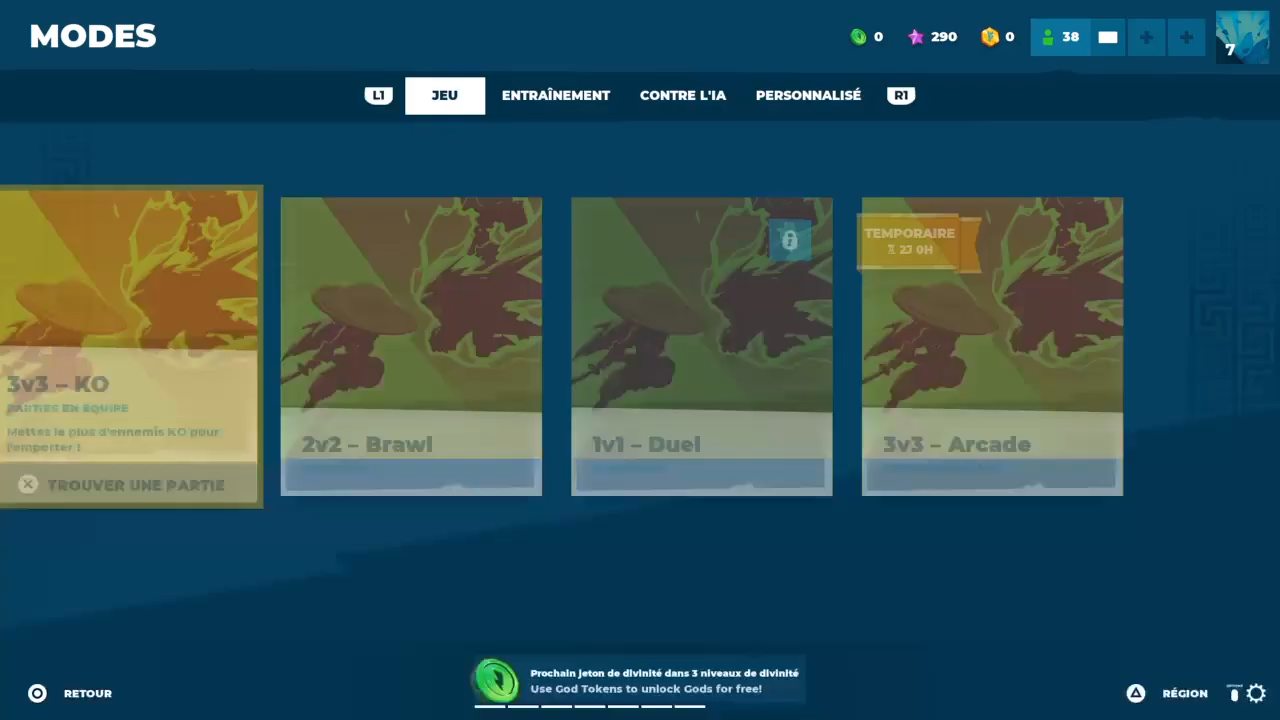 MODES
0
290
0
38
7
L1
JEU
ENTRAÎNEMENT
CONTRE L'IA
PERSONNALISÉ
R1
3v3 – KO
PARTIES EN ÉQUIPE
Mettez le plus d'ennemis KO pour
l'emporter !
TROUVER UNE PARTIE
2v2 – Brawl
1v1 – Duel
TEMPORAIRE
2J 0H
3v3 – Arcade
Prochain jeton de divinité dans 3 niveaux de divinité
Use God Tokens to unlock Gods for free!
RETOUR
RÉGION